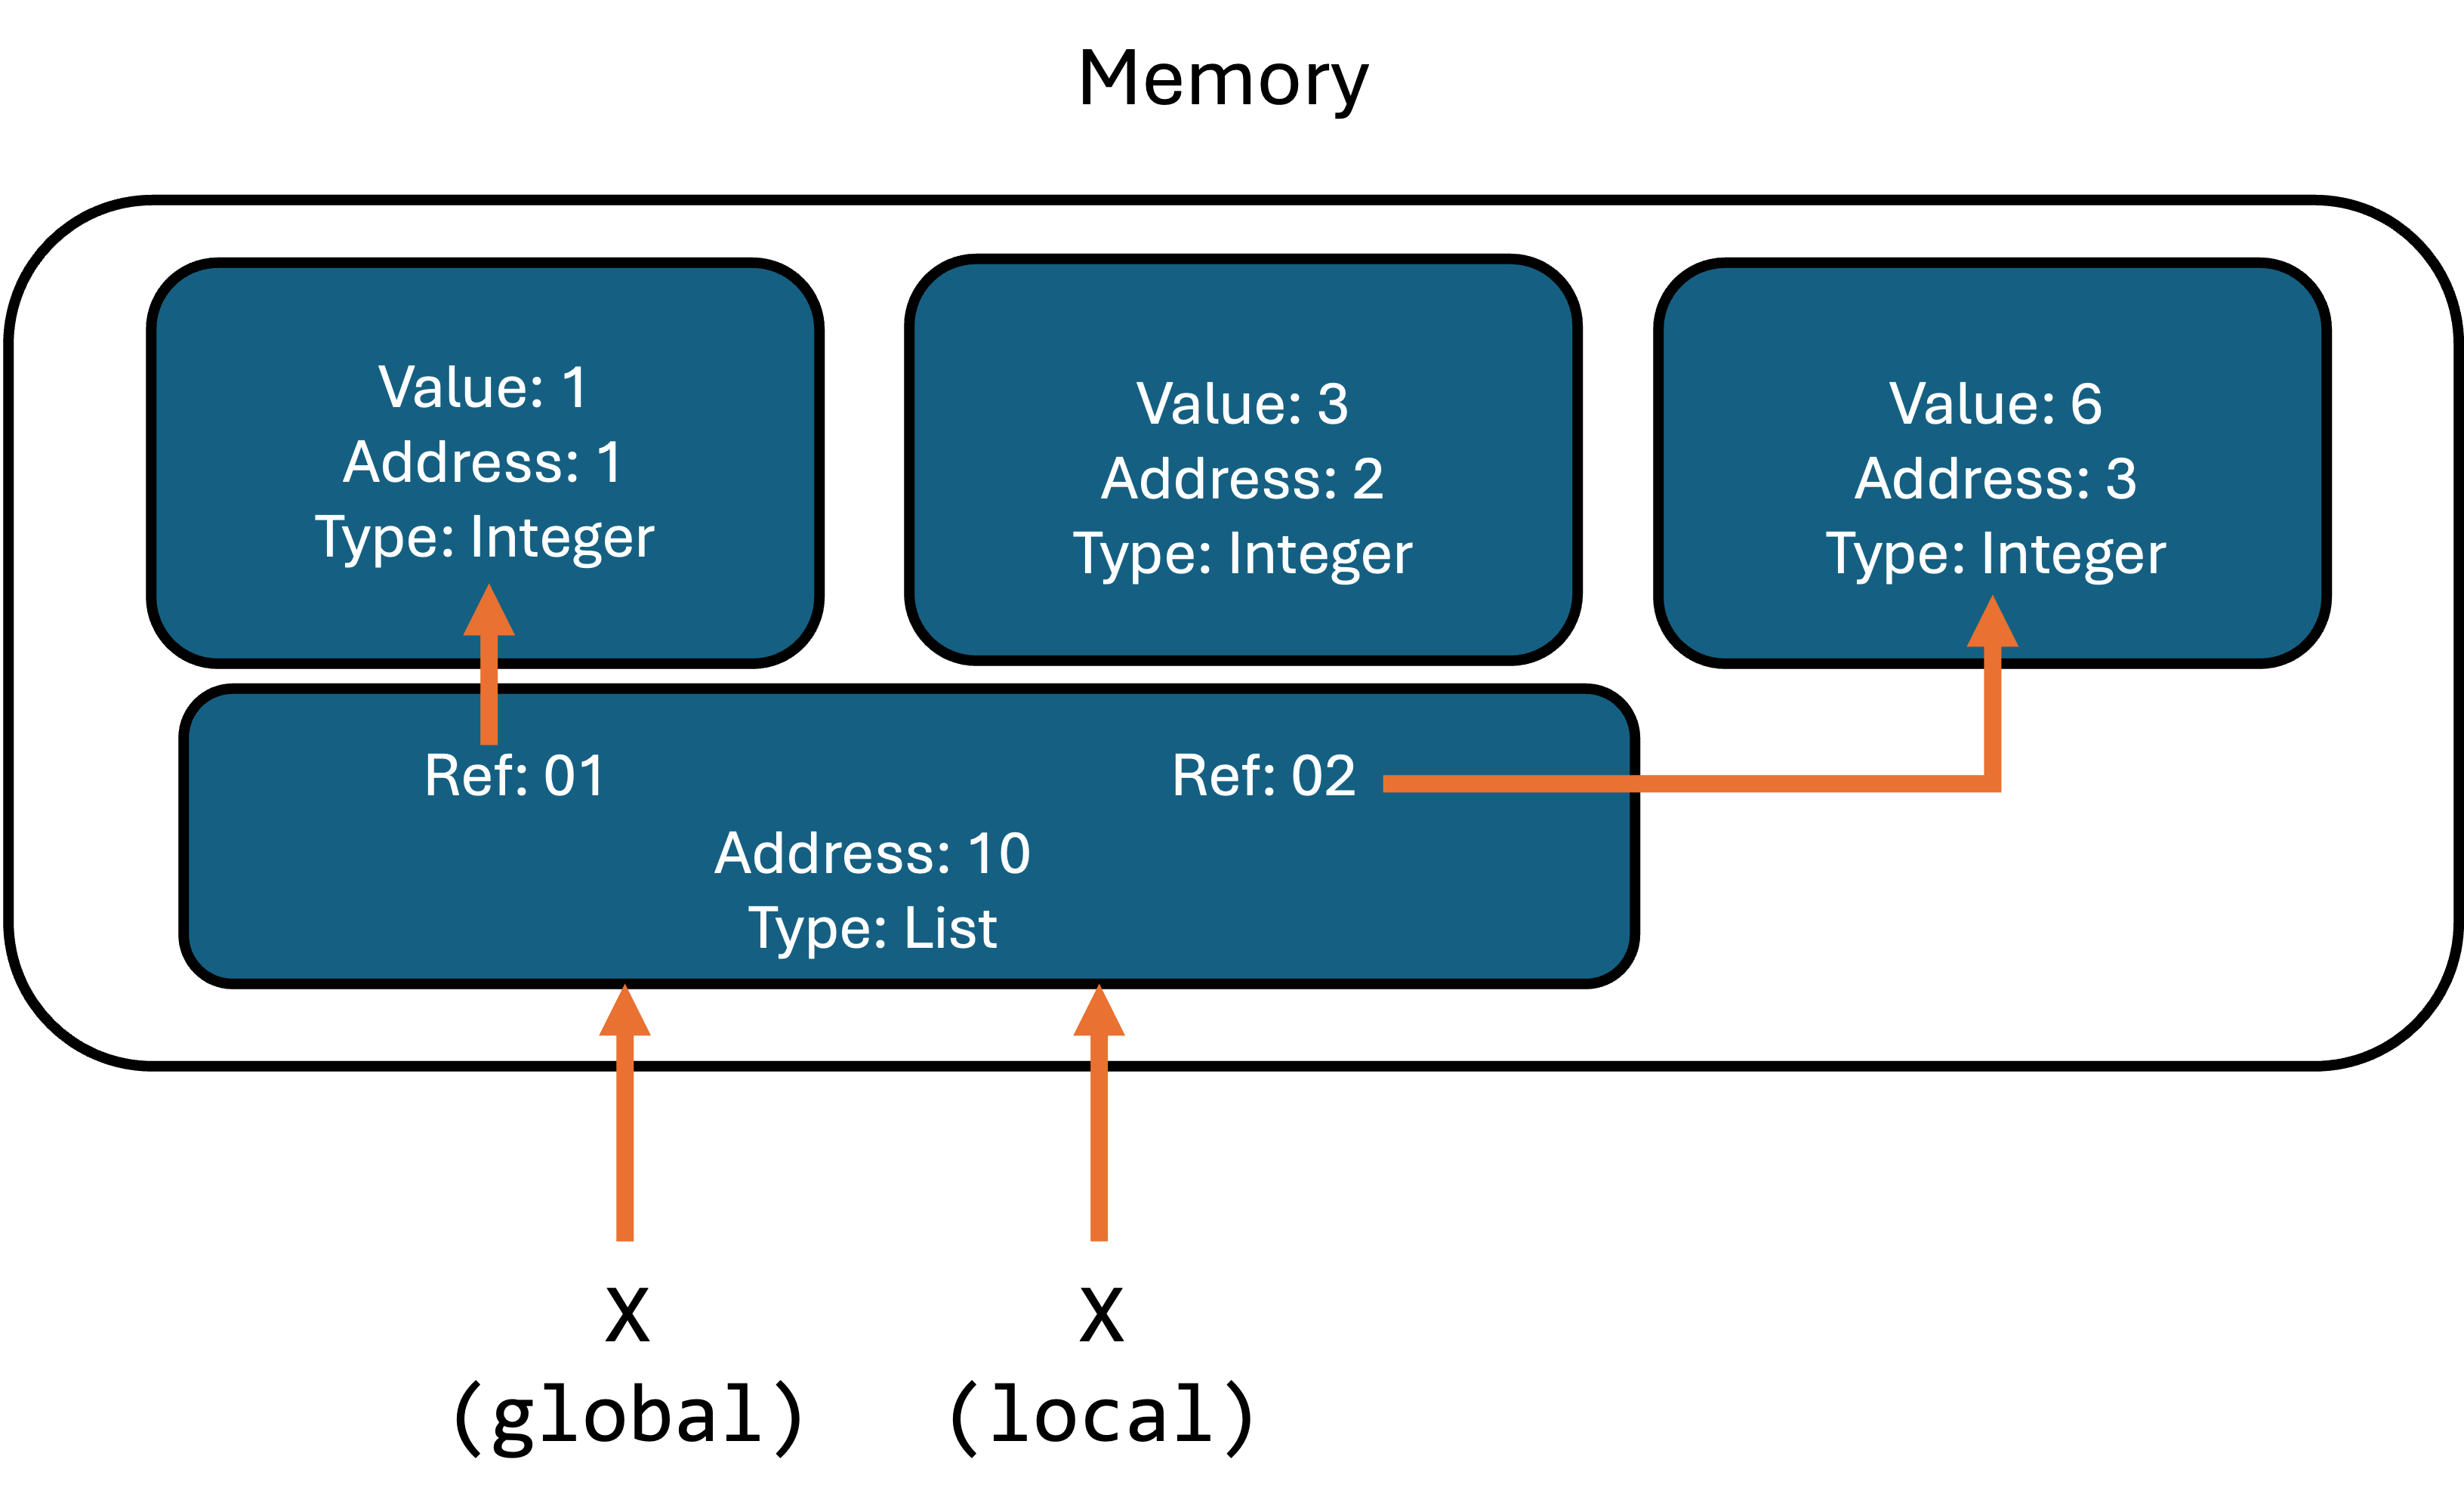 Memory
Value: 1
Address: 1
Type: Integer
Value: 3
Address: 2
Type: Integer
Value: 6
Address: 3
Type: Integer
Ref: 01
Ref: 02
Address: 10
Type: List
x
(global)
x
(local)